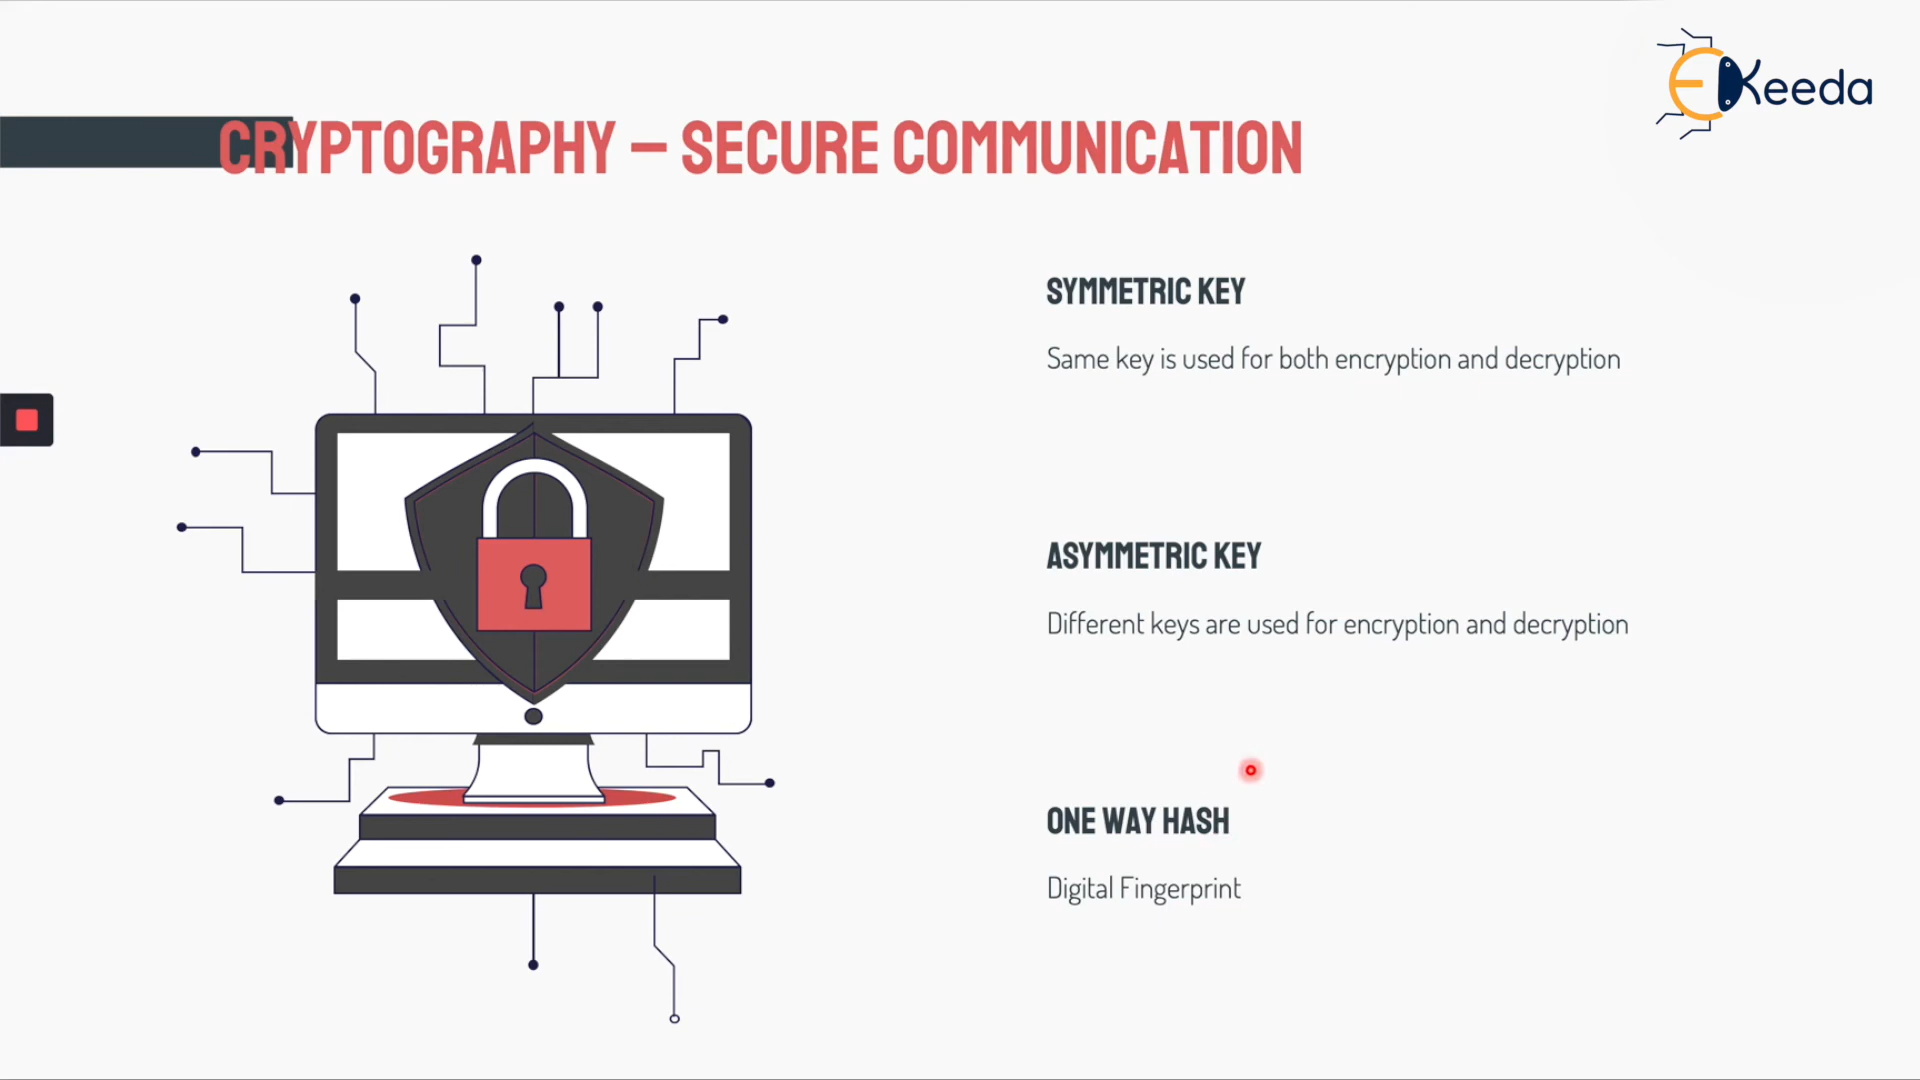 EKeeda
CRYPTOGRAPHY – SECURE COMMUNICATION
SYMMETRIC KEY
Same key is used for both encryption and decryption
ASYMMETRIC KEY
Different keys are used for encryption and decryption
ONE WAY HASH
Digital Fingerprint